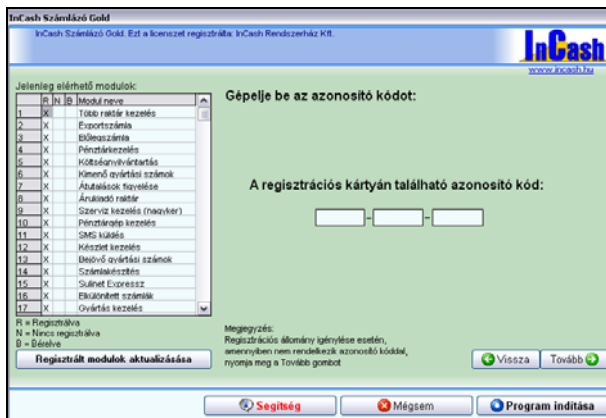 InCash Számlázó Gold
InCash Számlázó Gold. Ezt a licenszet regisztrálta: InCash Rendszerház Kft.
InCash
www.incash.hu
Jelenleg elérhető modulok:
R N B Modul neve
1 X Több raktár kezelés
2 X Exportszámla
3 X Előlegszámla
4 X Pénztárkezelés
5 X Költségnyilvántartás
6 X Kimenő gyártási számok
7 X Átutalások figyelése
8 X Árukiadó raktár
9 X Szerviz kezelés (nagyker)
10 X Pénztárgép kezelés
11 X SMS küldés
12 X Készlet kezelés
13 X Bejövő gyártási számok
14 X Számlakészítés
15 X Sulinet Expressz
16 X Elkülönített számlák
17 X Gyártás kezelés
R = Regisztrálva
N = Nincs regisztrálva
B = Bérelve
Regisztrált modulok aktualizásása
Gépelje be az azonosító kódot:
A regisztrációs kártyán található azonosító kód:
- -
Megjegyzés:
Regisztrációs állomány igénylése esetén,
amennyiben nem rendelkezik azonosító kóddal,
nyomja meg a Tovább gombot
Vissza
Tovább
Segítség
Mégsem
Program indítása